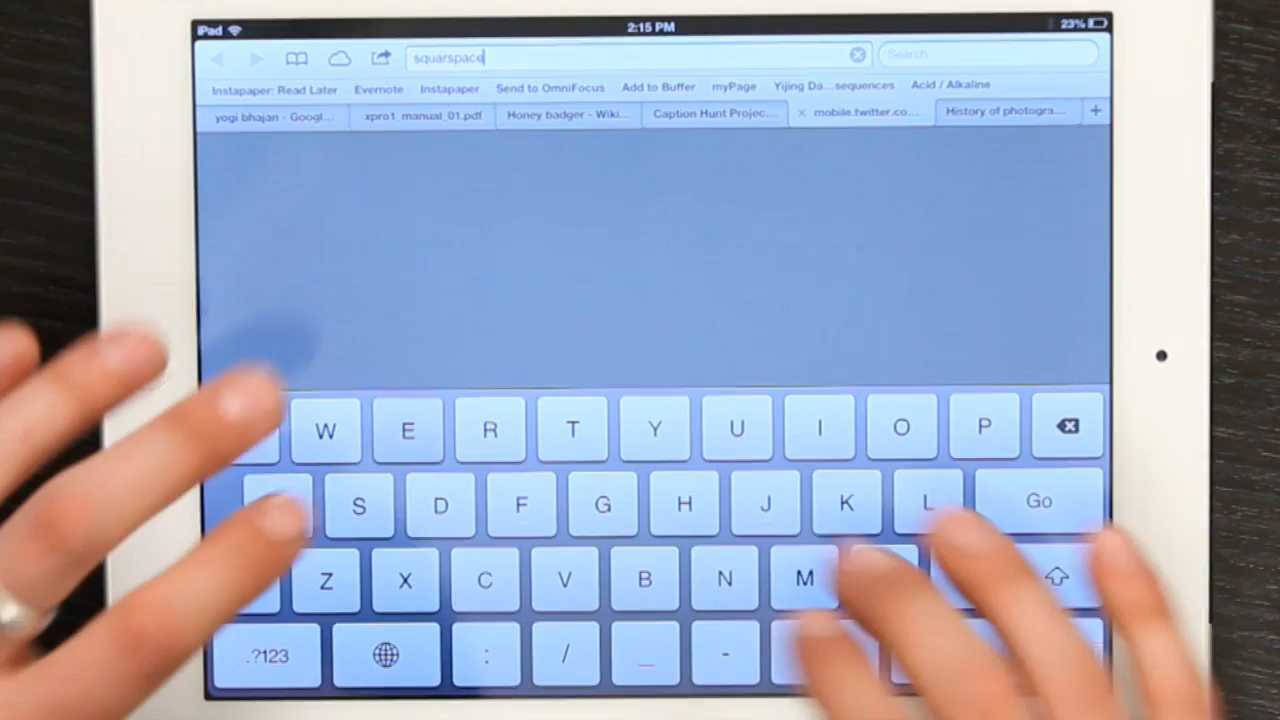 iPad 2:15 PM 23%
squarspace Search
Instapaper: Read Later Evernote Instapaper Send to OmniFocus Add to Buffer myPage Yijing Da...sequences Acid / Alkaline
yogi bhajan - Googl... xpro1_manual_01.pdf Honey badger - Wiki... Caption Hunt Projec... × mobile.twitter.co... History of photogra... +
W E R T Y U I O P
S D F G H J K L Go
Z X C V B N M
.?123 : / _ -